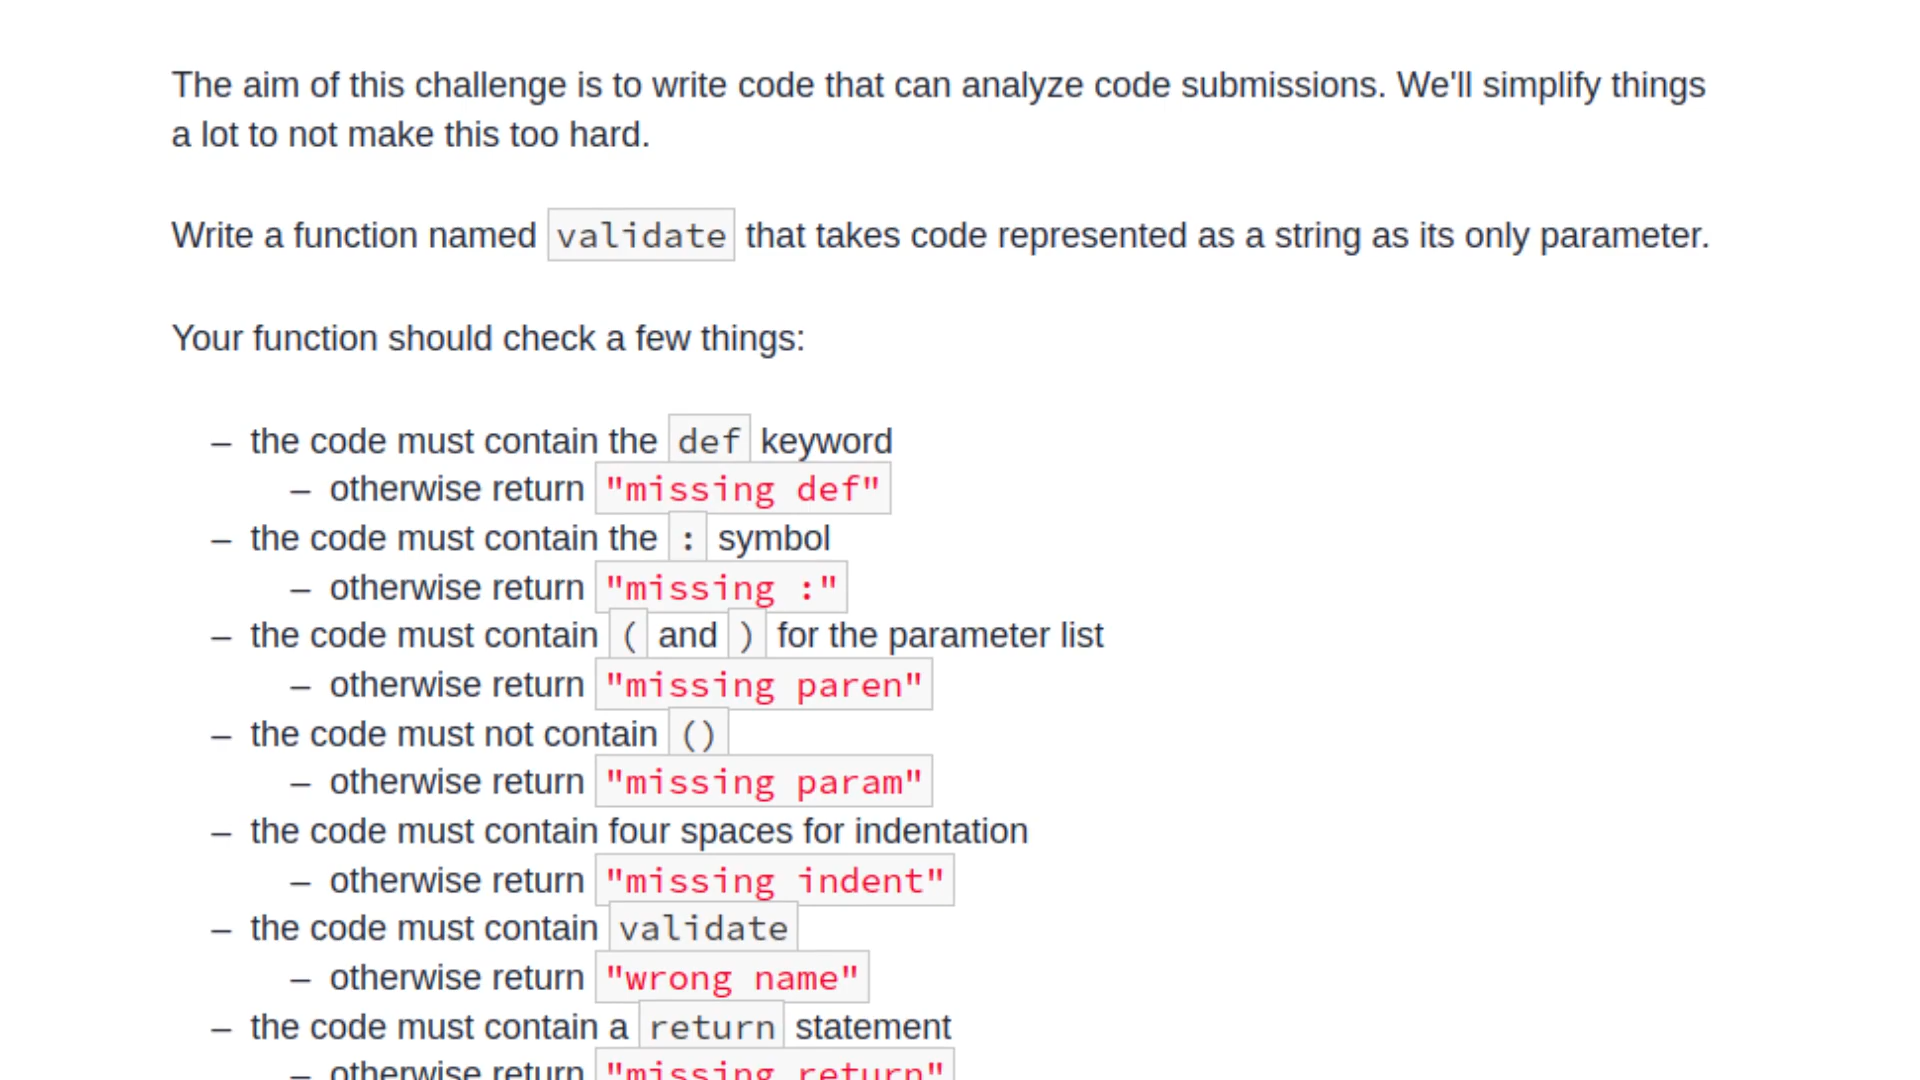 The aim of this challenge is to write code that can analyze code submissions. We'll simplify things
a lot to not make this too hard.
Write a function named validate that takes code represented as a string as its only parameter.
Your function should check a few things:
– the code must contain the def keyword
– otherwise return "missing def"
– the code must contain the : symbol
– otherwise return "missing :"
– the code must contain ( and ) for the parameter list
– otherwise return "missing paren"
– the code must not contain ()
– otherwise return "missing param"
– the code must contain four spaces for indentation
– otherwise return "missing indent"
– the code must contain validate
– otherwise return "wrong name"
– the code must contain a return statement
– otherwise return "missing return"